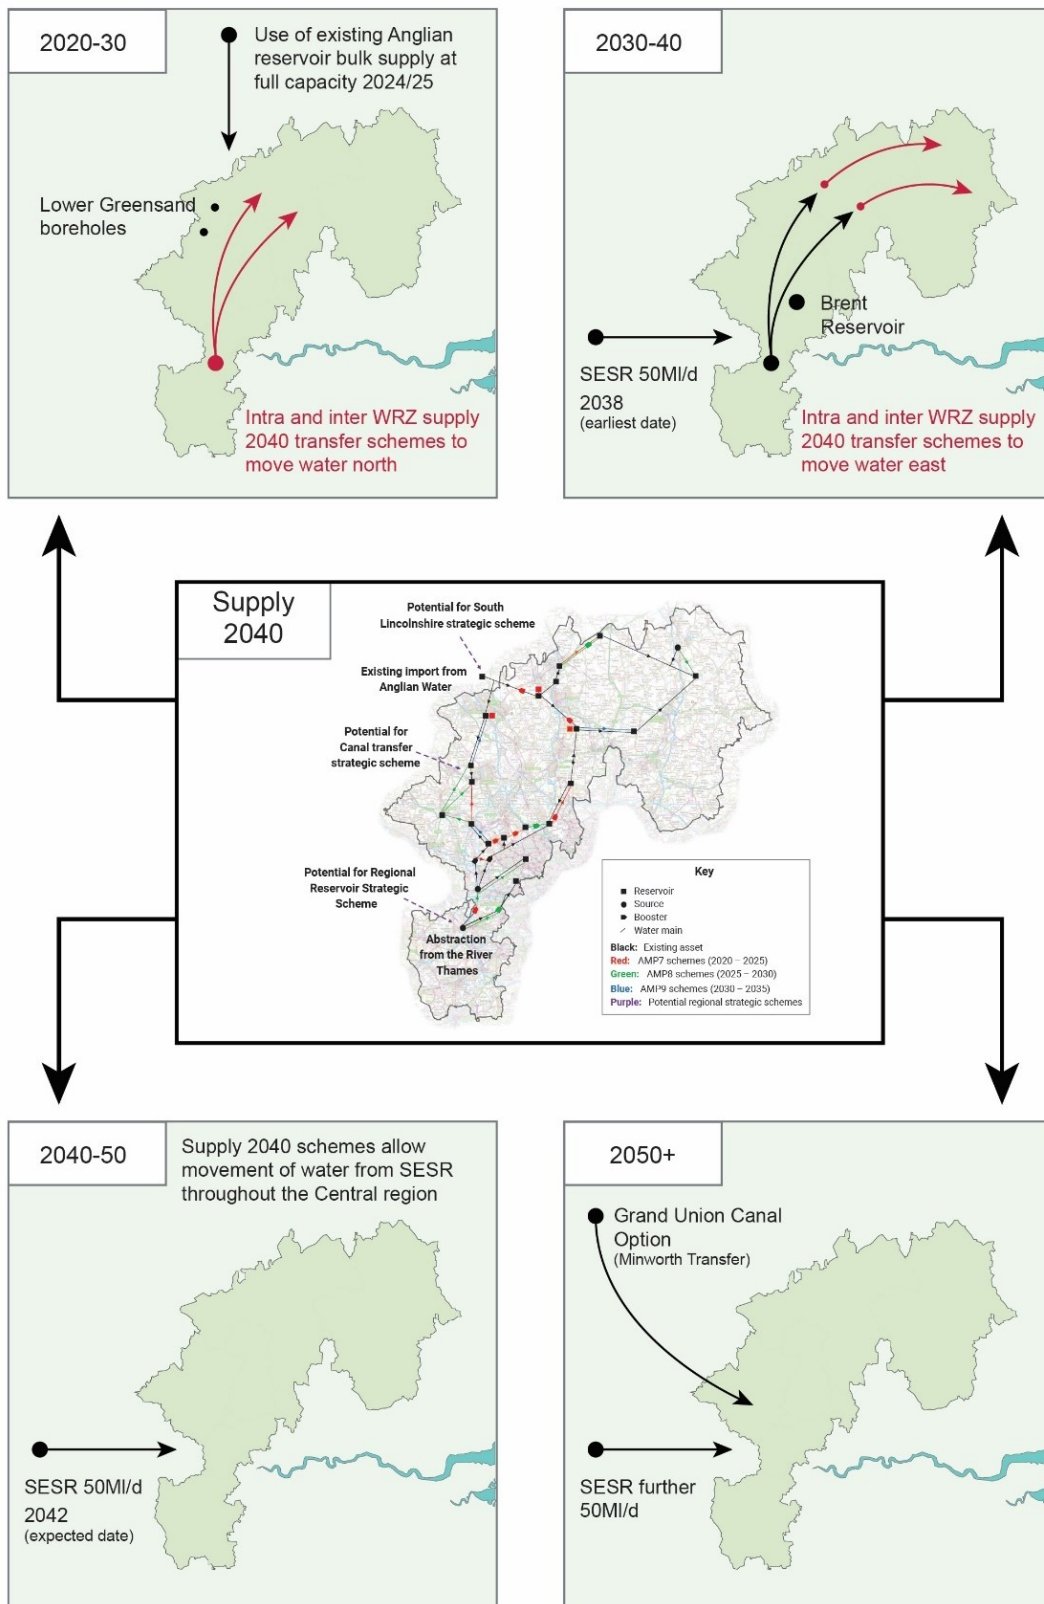 2020-30
Use of existing Anglian
reservoir bulk supply at
full capacity 2024/25
Lower Greensand
boreholes
Intra and inter WRZ supply
2040 transfer schemes to
move water north
2030-40
Brent
Reservoir
SESR 50Ml/d
2038
(earliest date)
Intra and inter WRZ supply
2040 transfer schemes to
move water east
Supply
2040
Potential for South
Lincolnshire strategic scheme
Existing import from
Anglian Water
Potential for
Canal transfer
strategic scheme
Potential for Regional
Reservoir Strategic
Scheme
Abstraction
from the River
Thames
Key
Reservoir
Source
Booster
Water main
Black: Existing asset
Red: AMP7 schemes (2020 – 2025)
Green: AMP8 schemes (2025 – 2030)
Blue: AMP9 schemes (2030 – 2035)
Purple: Potential regional strategic schemes
2040-50
Supply 2040 schemes allow
movement of water from SESR
throughout the Central region
SESR 50Ml/d
2042
(expected date)
2050+
Grand Union Canal
Option
(Minworth Transfer)
SESR further
50Ml/d